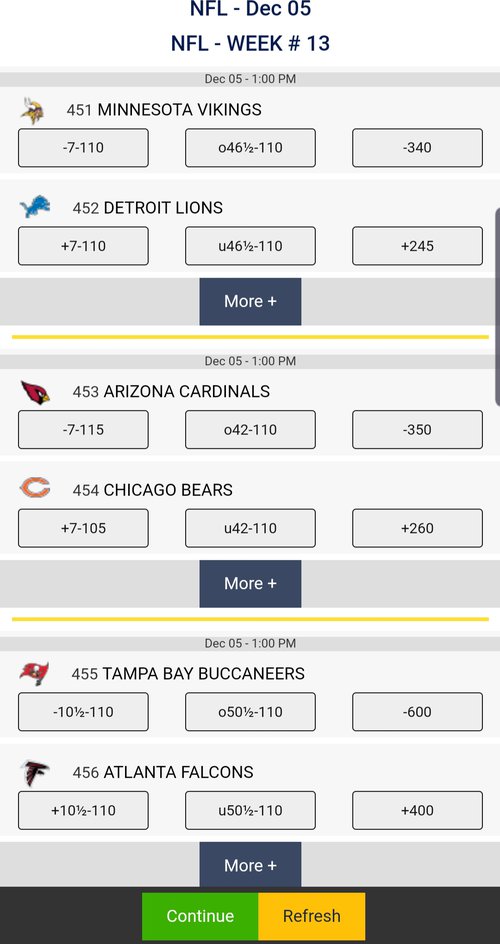 NFL - Dec 05
NFL - WEEK # 13
Dec 05 - 1:00 PM
451 MINNESOTA VIKINGS
-7-110 o46½-110 -340
452 DETROIT LIONS
+7-110 u46½-110 +245
More +
Dec 05 - 1:00 PM
453 ARIZONA CARDINALS
-7-115 o42-110 -350
454 CHICAGO BEARS
+7-105 u42-110 +260
More +
Dec 05 - 1:00 PM
455 TAMPA BAY BUCCANEERS
-10½-110 o50½-110 -600
456 ATLANTA FALCONS
+10½-110 u50½-110 +400
More +
Continue Refresh